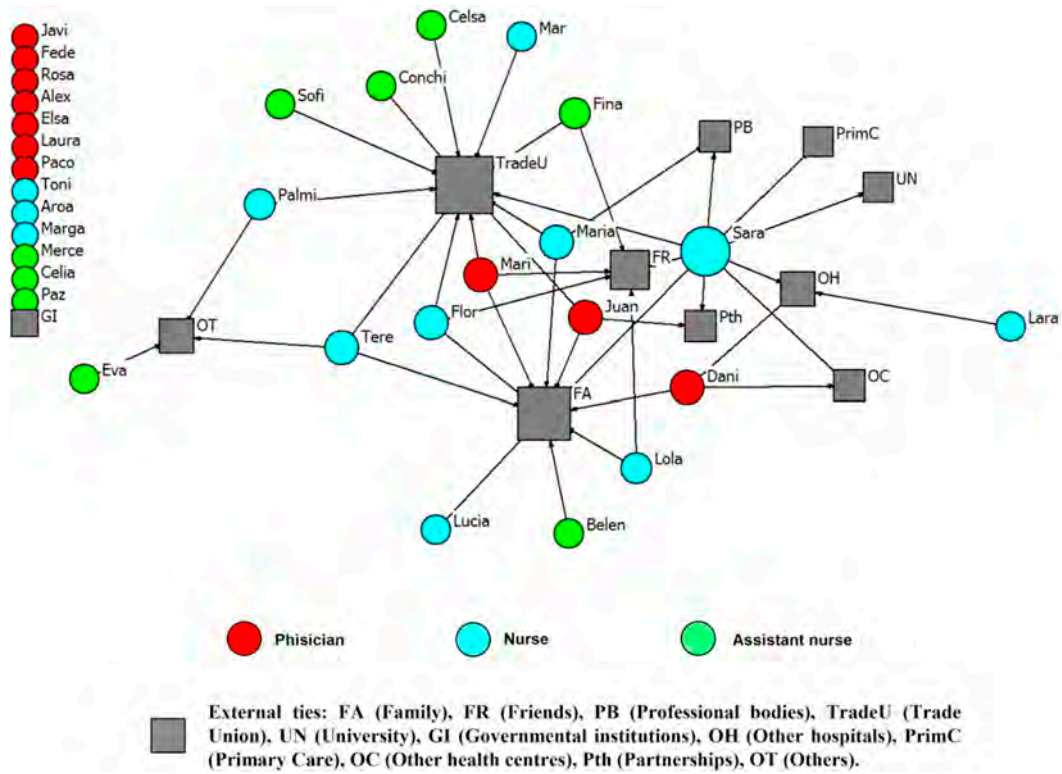 Javi
Fede
Rosa
Alex
Elsa
Laura
Paco
Toni
Aroa
Marga
Merce
Celia
Paz
GI
Celsa
Mar
Conchi
Sofi
Fina
PB
PrimC
TradeU
UN
Palmi
Maria
Sara
FR
Mari
OH
Flor
Juan
Pth
Lara
OT
Tere
Eva
Dani
OC
FA
Lola
Lucia
Belen
Phisician
Nurse
Assistant nurse
External ties: FA (Family), FR (Friends), PB (Professional bodies), TradeU (Trade
Union), UN (University), GI (Governmental institutions), OH (Other hospitals), PrimC
(Primary Care), OC (Other health centres), Pth (Partnerships), OT (Others).